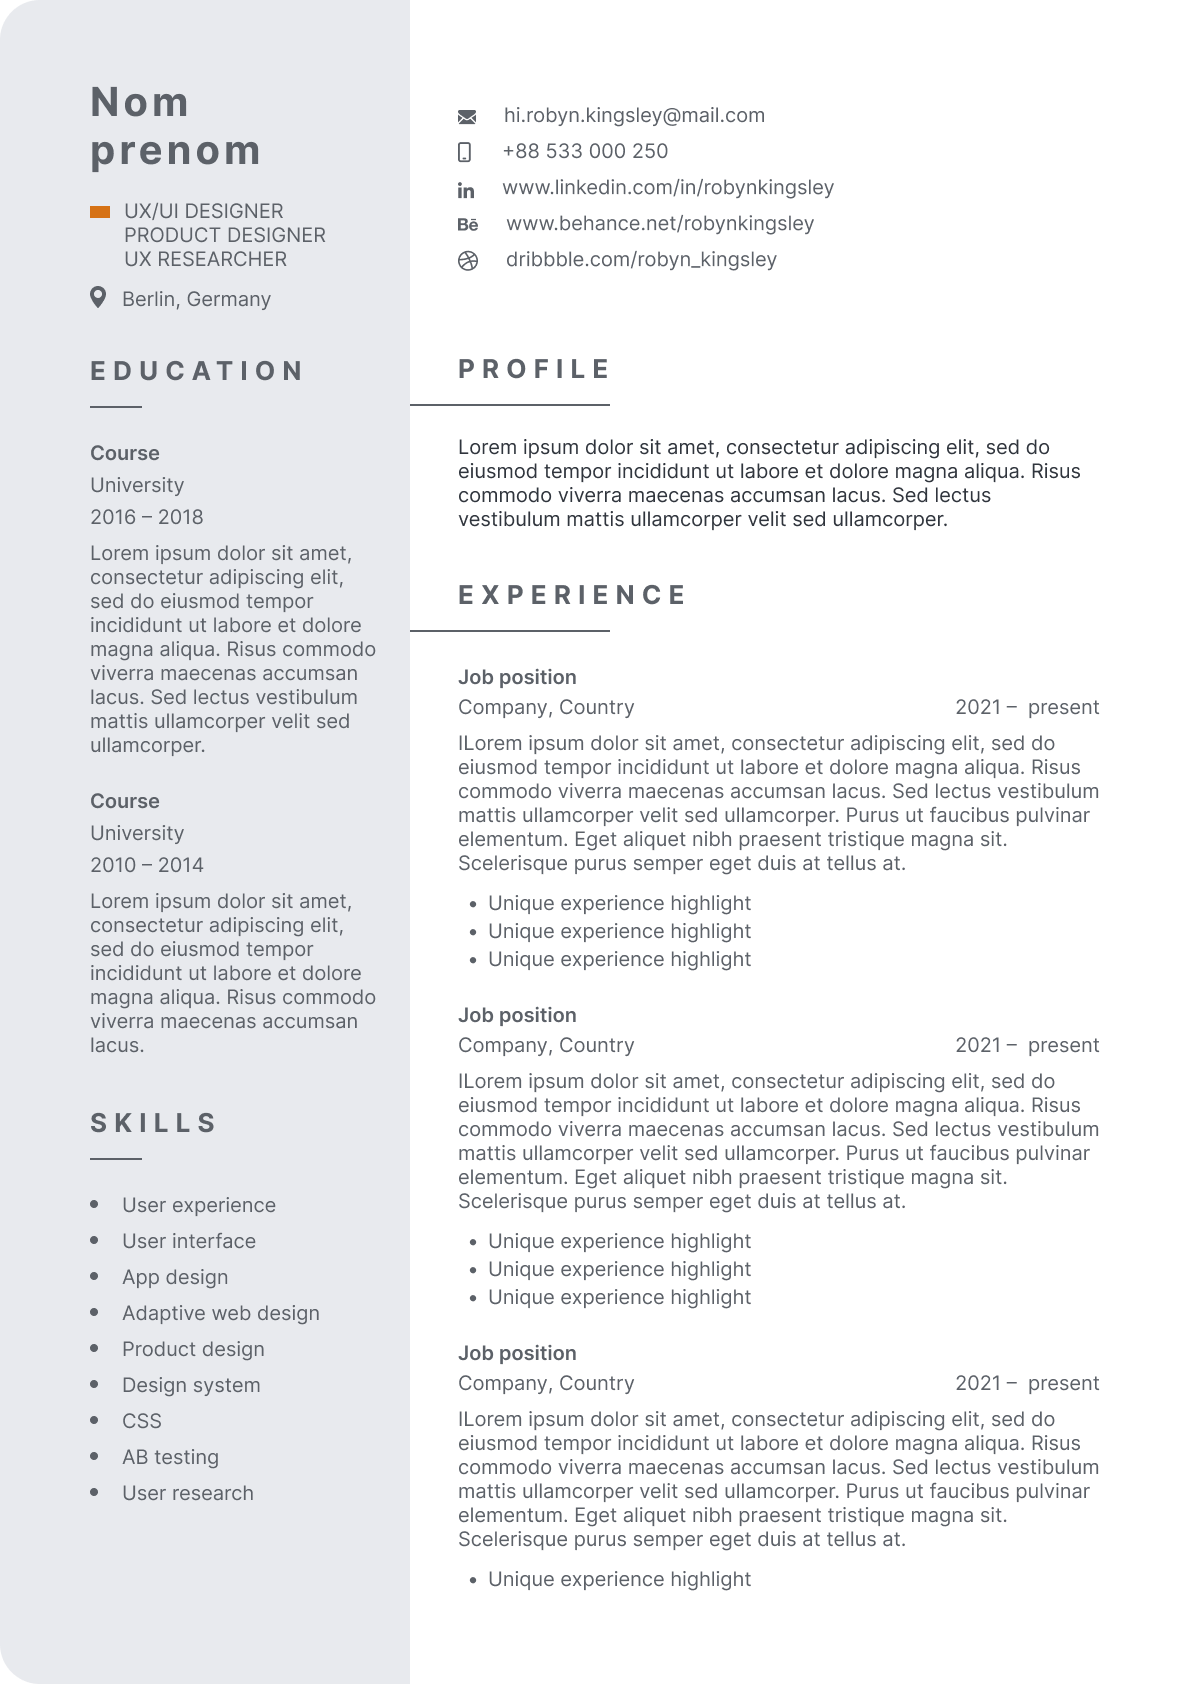 Nom
prenom
UX/UI DESIGNER
PRODUCT DESIGNER
UX RESEARCHER
Berlin, Germany
EDUCATION
Course
University
2016 – 2018
Lorem ipsum dolor sit amet,
consectetur adipiscing elit,
sed do eiusmod tempor
incididunt ut labore et dolore
magna aliqua. Risus commodo
viverra maecenas accumsan
lacus. Sed lectus vestibulum
mattis ullamcorper velit sed
ullamcorper.
Course
University
2010 – 2014
Lorem ipsum dolor sit amet,
consectetur adipiscing elit,
sed do eiusmod tempor
incididunt ut labore et dolore
magna aliqua. Risus commodo
viverra maecenas accumsan
lacus.
SKILLS
• User experience
• User interface
• App design
• Adaptive web design
• Product design
• Design system
• CSS
• AB testing
• User research
hi.robyn.kingsley@mail.com
+88 533 000 250
in www.linkedin.com/in/robynkingsley
Bē www.behance.net/robynkingsley
dribbble.com/robyn_kingsley
PROFILE
Lorem ipsum dolor sit amet, consectetur adipiscing elit, sed do
eiusmod tempor incididunt ut labore et dolore magna aliqua. Risus
commodo viverra maecenas accumsan lacus. Sed lectus
vestibulum mattis ullamcorper velit sed ullamcorper.
EXPERIENCE
Job position
Company, Country 2021 – present
ILorem ipsum dolor sit amet, consectetur adipiscing elit, sed do
eiusmod tempor incididunt ut labore et dolore magna aliqua. Risus
commodo viverra maecenas accumsan lacus. Sed lectus vestibulum
mattis ullamcorper velit sed ullamcorper. Purus ut faucibus pulvinar
elementum. Eget aliquet nibh praesent tristique magna sit.
Scelerisque purus semper eget duis at tellus at.
• Unique experience highlight
• Unique experience highlight
• Unique experience highlight
Job position
Company, Country 2021 – present
ILorem ipsum dolor sit amet, consectetur adipiscing elit, sed do
eiusmod tempor incididunt ut labore et dolore magna aliqua. Risus
commodo viverra maecenas accumsan lacus. Sed lectus vestibulum
mattis ullamcorper velit sed ullamcorper. Purus ut faucibus pulvinar
elementum. Eget aliquet nibh praesent tristique magna sit.
Scelerisque purus semper eget duis at tellus at.
• Unique experience highlight
• Unique experience highlight
• Unique experience highlight
Job position
Company, Country 2021 – present
ILorem ipsum dolor sit amet, consectetur adipiscing elit, sed do
eiusmod tempor incididunt ut labore et dolore magna aliqua. Risus
commodo viverra maecenas accumsan lacus. Sed lectus vestibulum
mattis ullamcorper velit sed ullamcorper. Purus ut faucibus pulvinar
elementum. Eget aliquet nibh praesent tristique magna sit.
Scelerisque purus semper eget duis at tellus at.
• Unique experience highlight